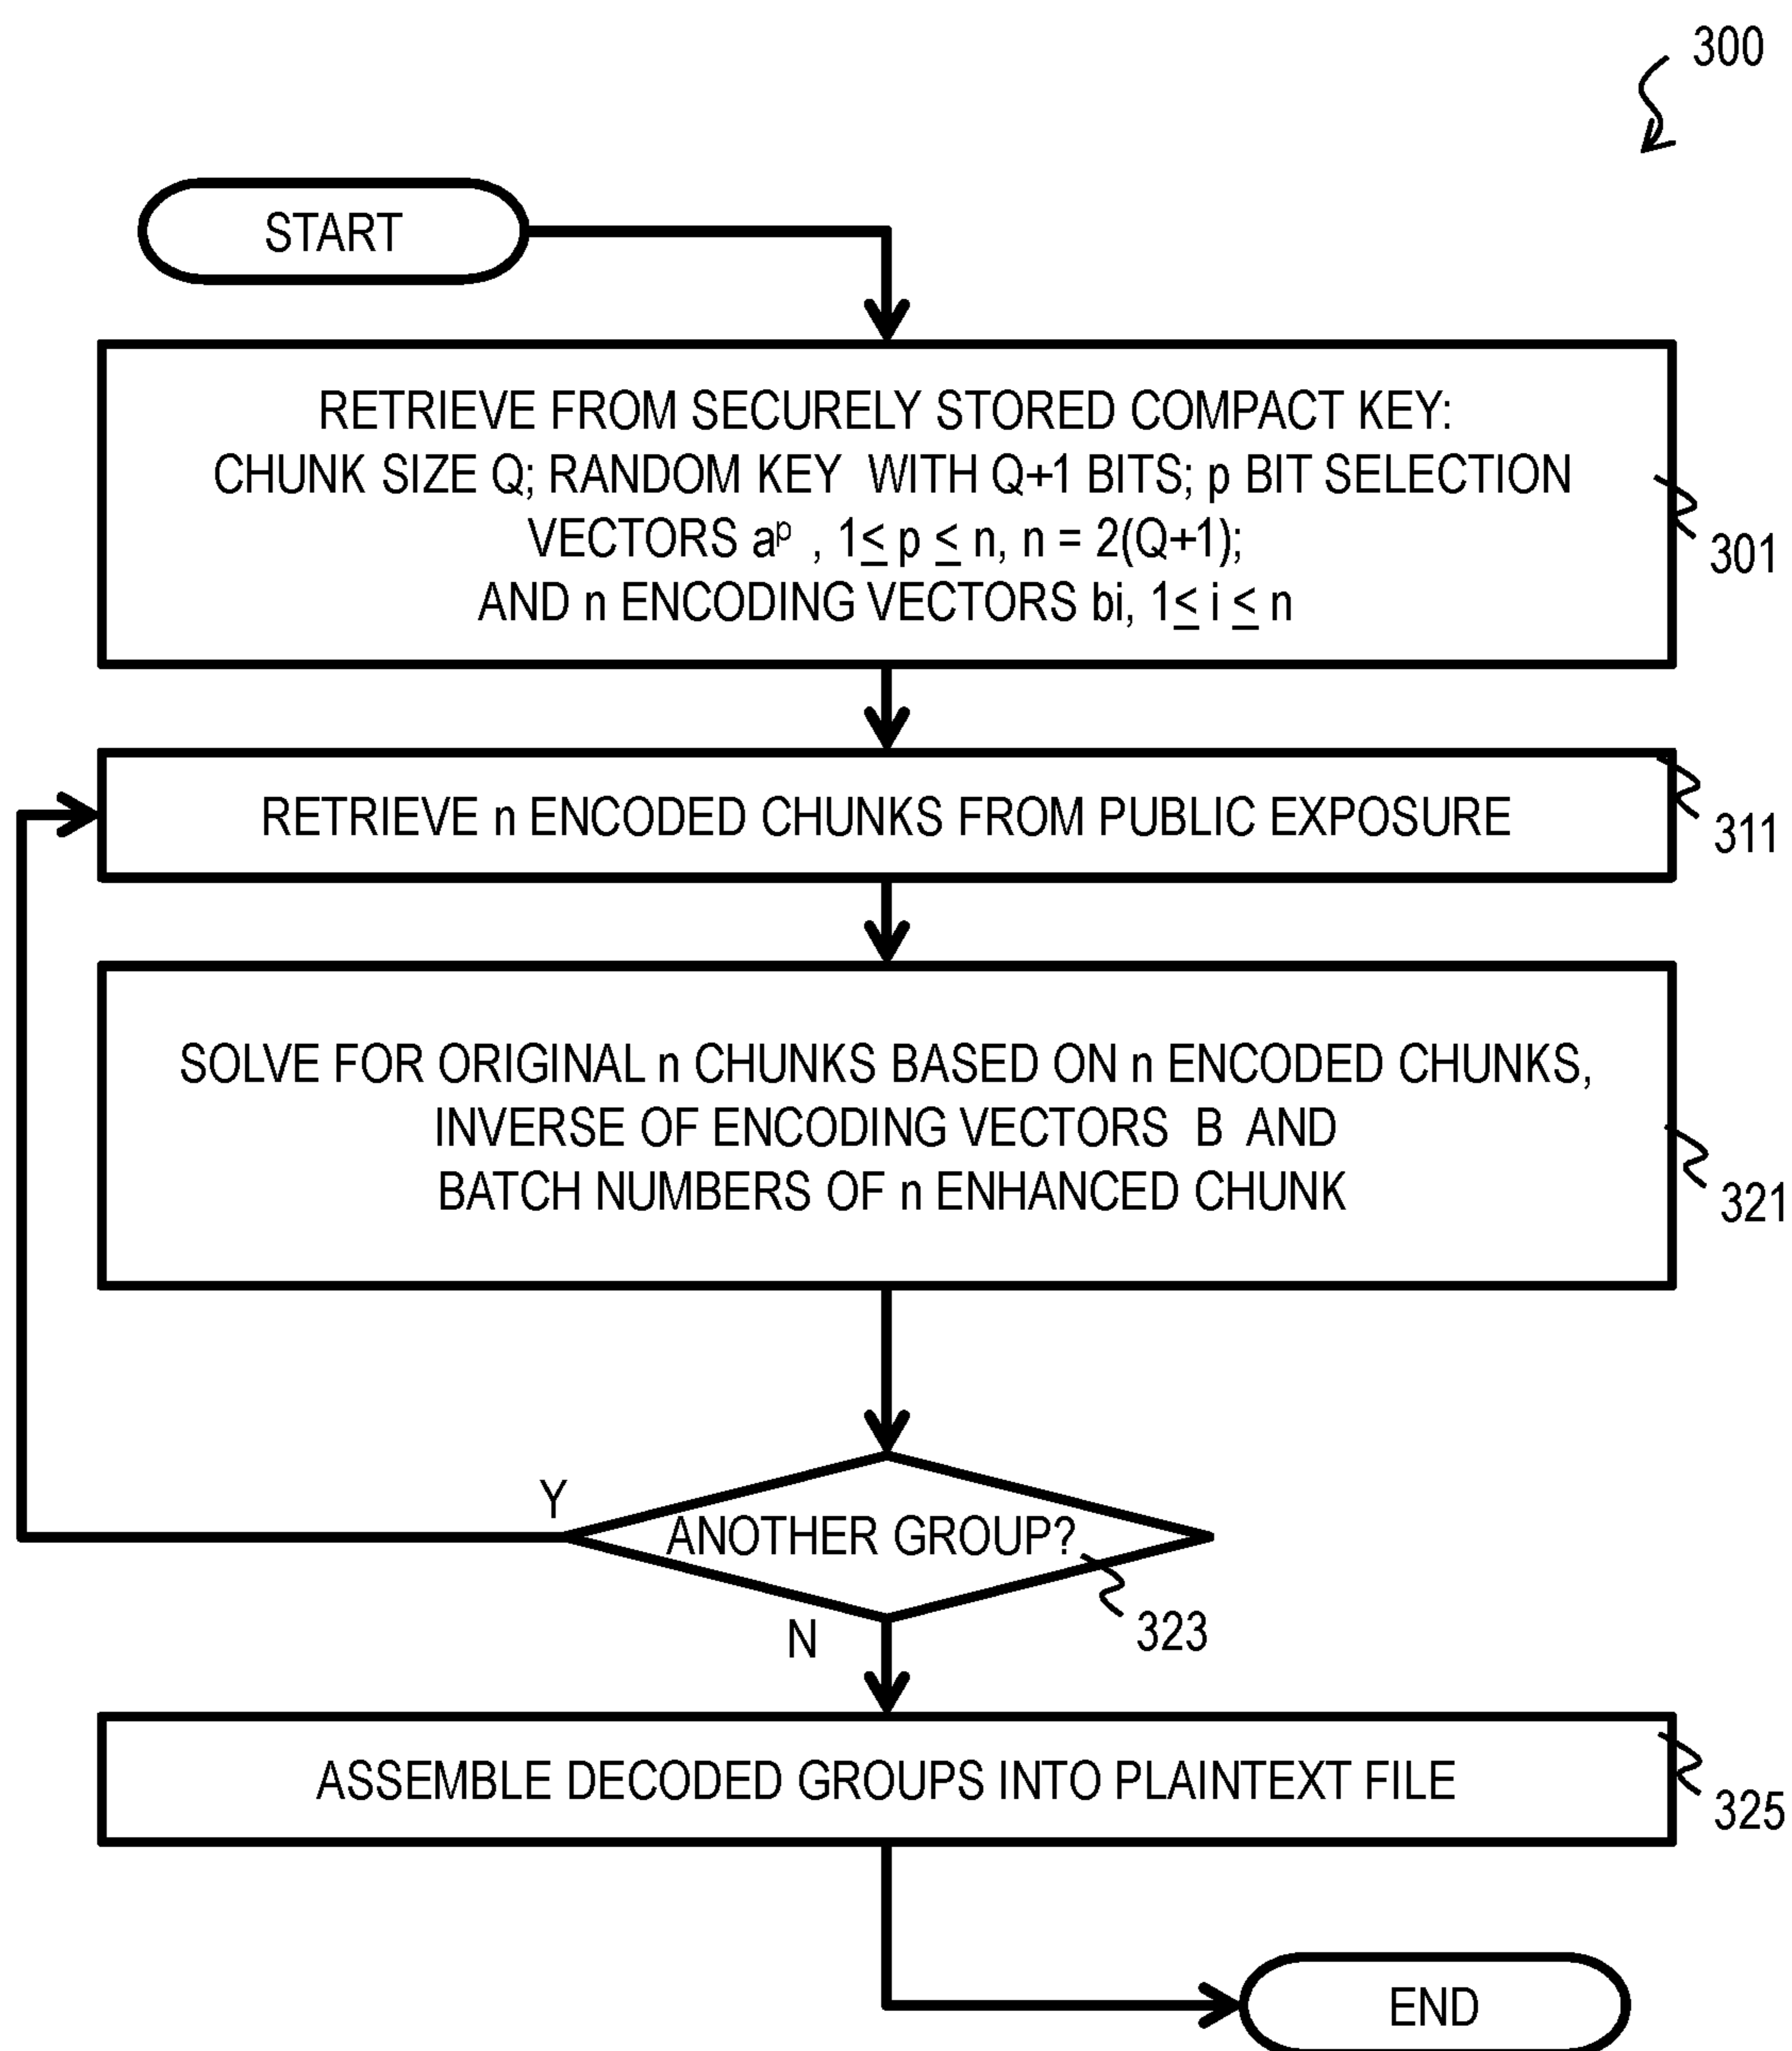 300
START
RETRIEVE FROM SECURELY STORED COMPACT KEY:
CHUNK SIZE Q; RANDOM KEY WITH Q+1 BITS; p BIT SELECTION
VECTORS aᵖ , 1≤ p ≤ n, n = 2(Q+1);
AND n ENCODING VECTORS bi, 1≤ i ≤ n
301
RETRIEVE n ENCODED CHUNKS FROM PUBLIC EXPOSURE
311
SOLVE FOR ORIGINAL n CHUNKS BASED ON n ENCODED CHUNKS,
INVERSE OF ENCODING VECTORS B AND
BATCH NUMBERS OF n ENHANCED CHUNK
321
Y
ANOTHER GROUP?
323
N
ASSEMBLE DECODED GROUPS INTO PLAINTEXT FILE
325
END